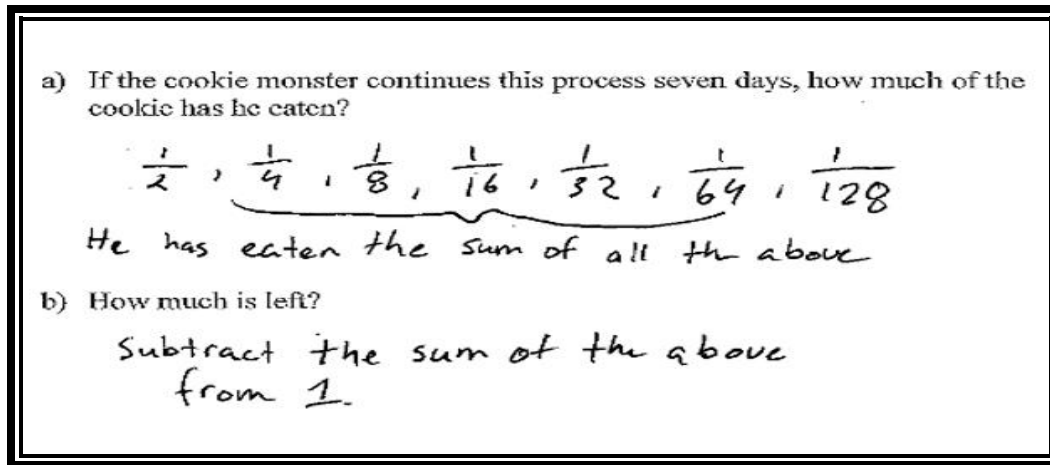 a) If the cookie monster continues this process seven days, how much of the
cookie has he eaten?
1/2 , 1/4 , 1/8 , 1/16 , 1/32 , 1/64 , 1/128
He has eaten the sum of all th above
b) How much is left?
Subtract the sum of the above
from 1.